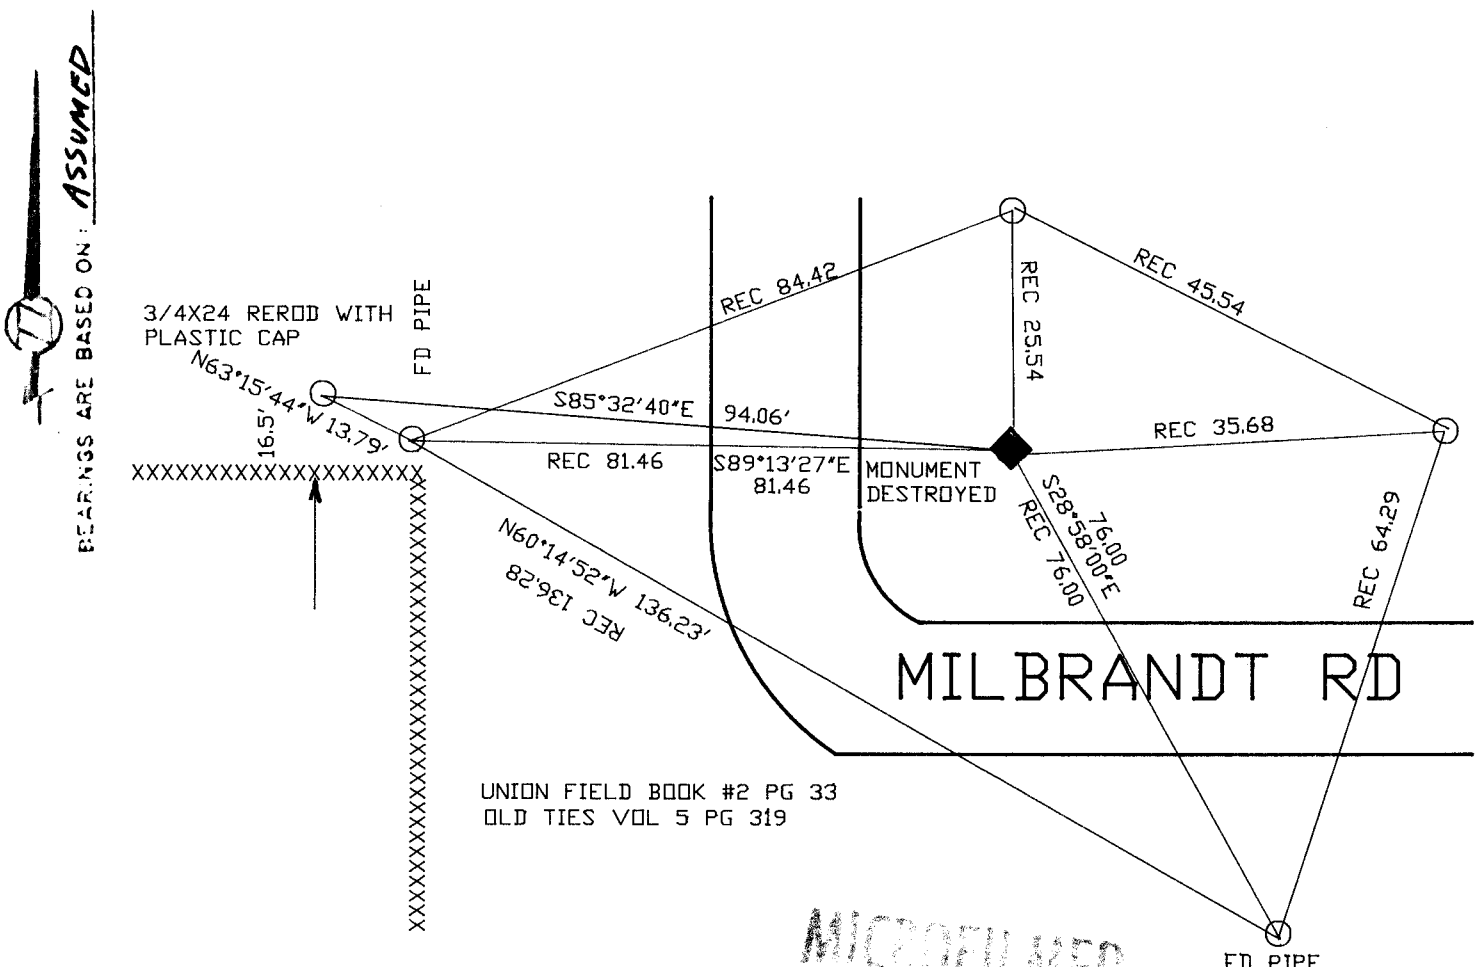 BEARINGS ARE BASED ON: ASSUMED
3/4X24 REROD WITH
PLASTIC CAP
FD PIPE
N63°15'44"W 13.79'
16.5'
XXXXXXXXXXXXXXXXXXXXXXXX
REC 84.42
REC 25.54
REC 45.54
S85°32'40"E 94.06'
REC 81.46
S89°13'27"E
81.46
MONUMENT
DESTROYED
REC 35.68
76.00
S28°58'00"E
REC 76.00
REC 64.29
N60°14'52"W 136.23'
REC 136.28
MILBRANDT RD
UNION FIELD BOOK #2 PG 33
OLD TIES VOL 5 PG 319
MICROFILMED
FD PIPE